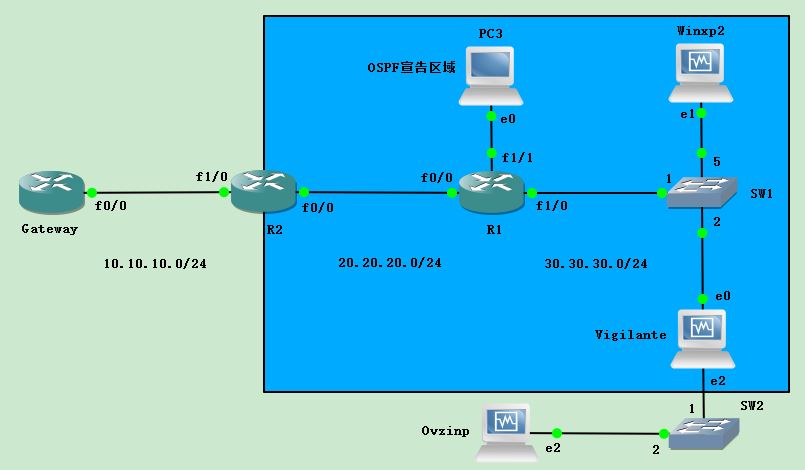 PC3
Winxp2
OSPF宣告区域
e0
e1
f1/1
5
f1/0
f0/0
1
SW1
f0/0
f0/0
f1/0
2
Gateway
R2
R1
10.10.10.0/24
20.20.20.0/24
30.30.30.0/24
e0
Vigilante
e2
1
SW2
Ovzinp
e2
2